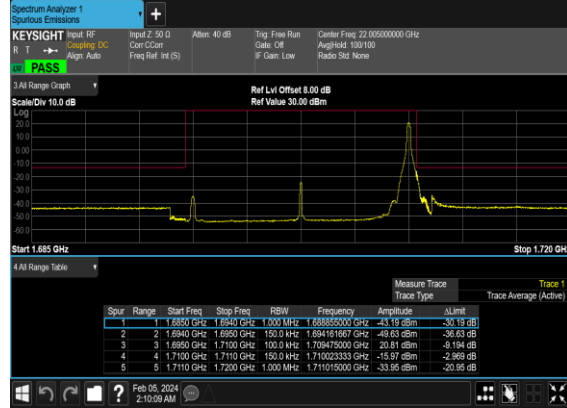 Spectrum Analyzer 1
Spurious Emissions
KEYSIGHT Input: RF Input Z: 50 Ω Atten: 40 dB Trig: Free Run Center Freq: 22.005000000 GHz
R T Coupling: DC Corr CCorr Gate: Off Avg|Hold: 100/100
Align: Auto Freq Ref: Int (S) IF Gain: Low Radio Std: None
PASS
3 All Range Graph
Ref Lvl Offset 8.00 dB
Scale/Div 10.0 dB Ref Value 30.00 dBm
Log
20.0
10.0
0.00
-10.0
-20.0
-30.0
-40.0
-50.0
-60.0
Start 1.685 GHz Stop 1.720 GH
4 All Range Table
Measure Trace Trace 1
Trace Type Trace Average (Active)
Spur Range Start Freq Stop Freq RBW Frequency Amplitude ΔLimit
1 1 1.6850 GHz 1.6940 GHz 1.000 MHz 1.688855000 GHz -43.19 dBm -30.19 dB
2 2 1.6940 GHz 1.6950 GHz 150.0 kHz 1.694161667 GHz -49.63 dBm -36.63 dB
3 3 1.6950 GHz 1.7100 GHz 100.0 kHz 1.709475000 GHz 20.81 dBm -9.194 dB
4 4 1.7100 GHz 1.7110 GHz 150.0 kHz 1.710023333 GHz -15.97 dBm -2.969 dB
5 5 1.7110 GHz 1.7200 GHz 1.000 MHz 1.711015000 GHz -33.95 dBm -20.95 dB
Feb 05, 2024
2:10:09 AM